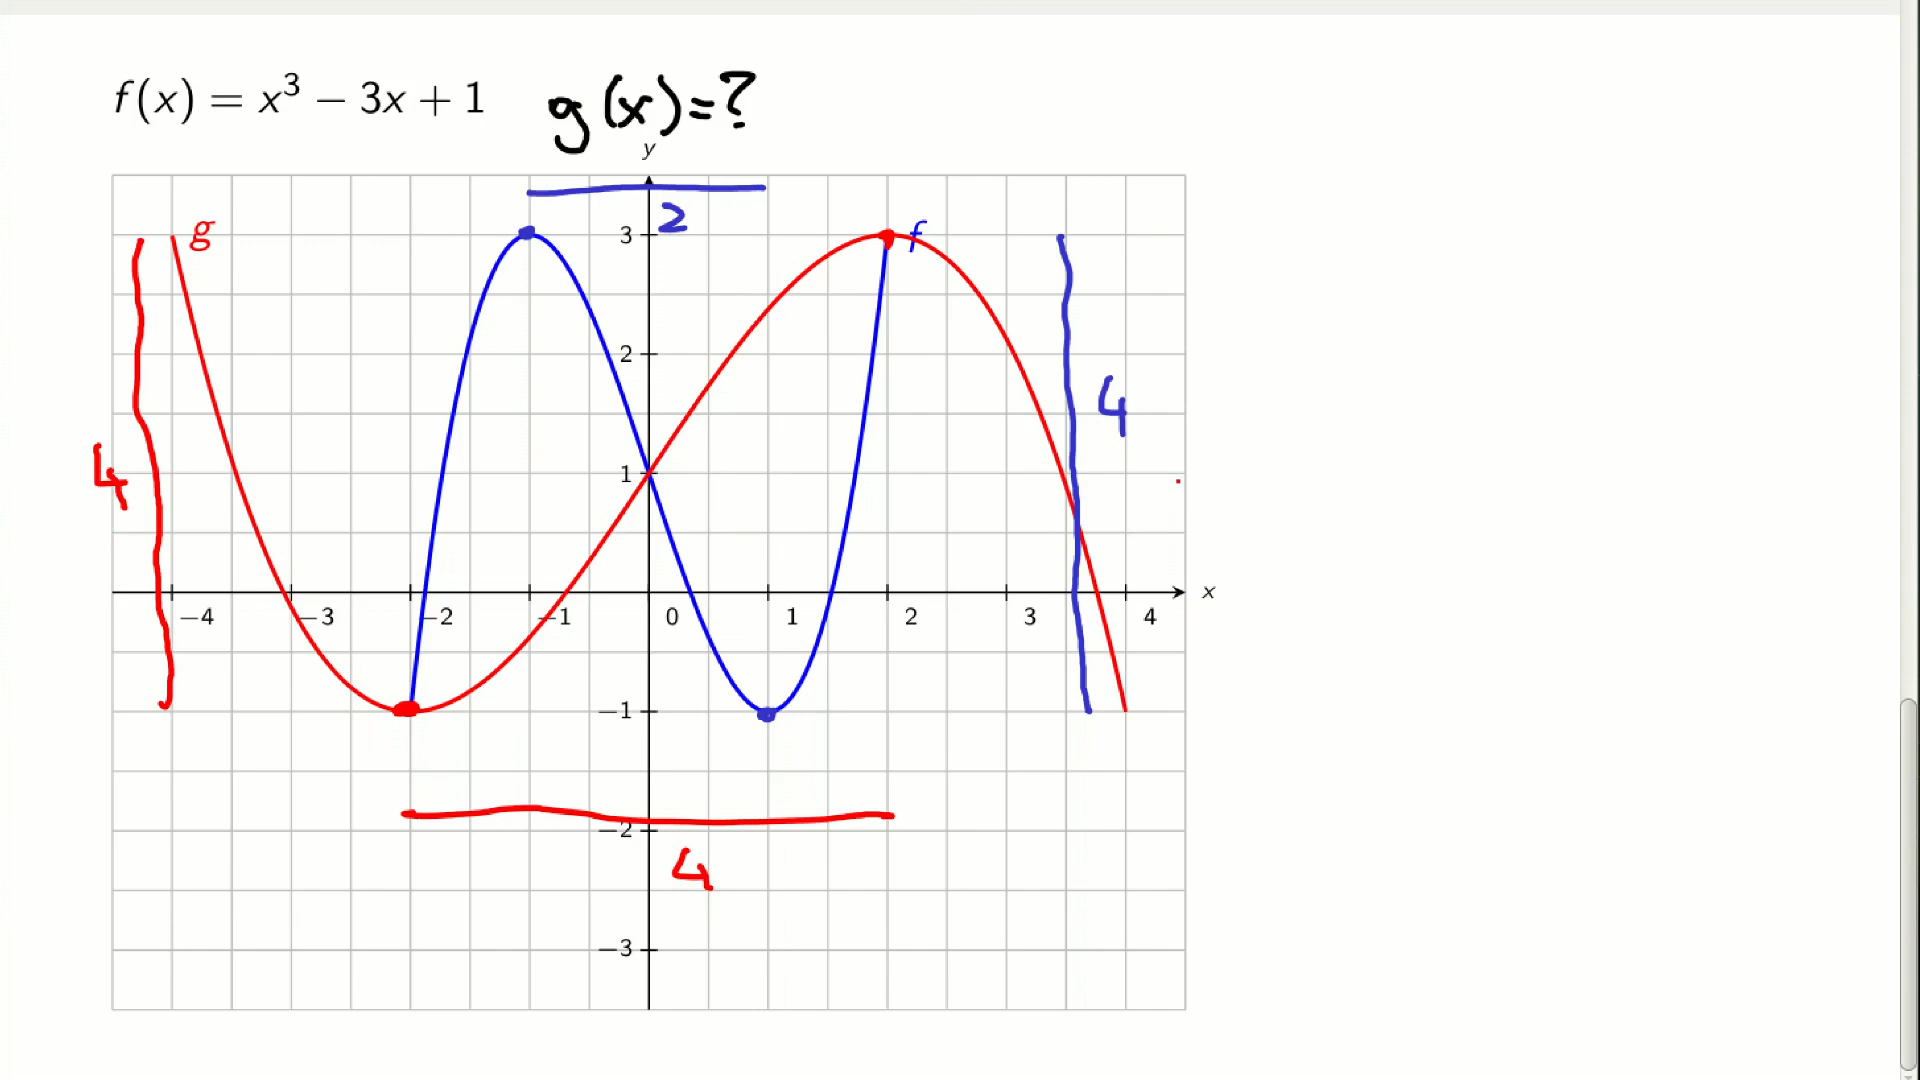 f(x) = x³ − 3x + 1 g(x)=?
y
2
g 3 f
2
4
4 1
−4 −3 −2 −1 0 1 2 3 4 x
−1
−2
4
−3